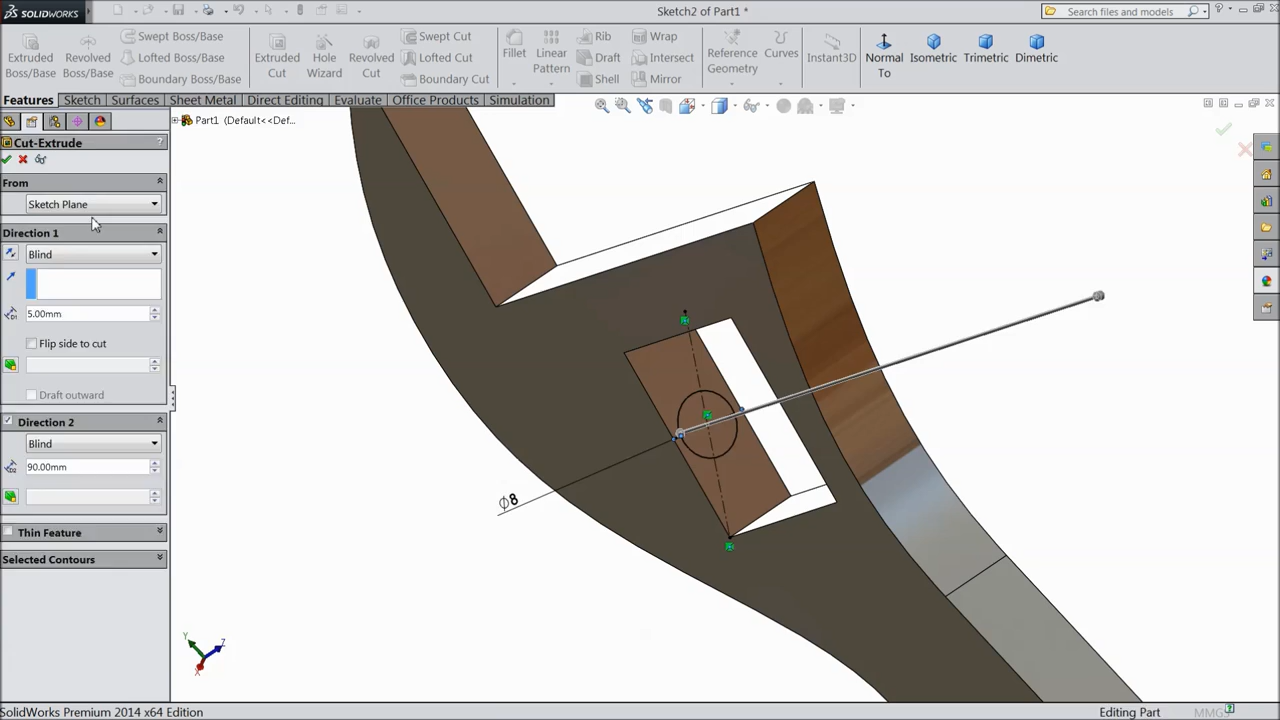 SOLIDWORKS
Sketch2 of Part1 *
Search files and models
Extruded Boss/Base
Revolved Boss/Base
Swept Boss/Base
Lofted Boss/Base
Boundary Boss/Base
Extruded Cut
Hole Wizard
Revolved Cut
Swept Cut
Lofted Cut
Boundary Cut
Fillet
Linear Pattern
Rib
Draft
Shell
Wrap
Intersect
Mirror
Reference Geometry
Curves
Instant3D
Normal To
Isometric
Trimetric
Dimetric
Features
Sketch
Surfaces
Sheet Metal
Direct Editing
Evaluate
Office Products
Simulation
Part1 (Default<<Def...
Cut-Extrude
?
From
Sketch Plane
Direction 1
Blind
5.00mm
Flip side to cut
Draft outward
Direction 2
Blind
90.00mm
Thin Feature
Selected Contours
⌀8
Y
Z
X
SolidWorks Premium 2014 x64 Edition
Editing Part
MMGS